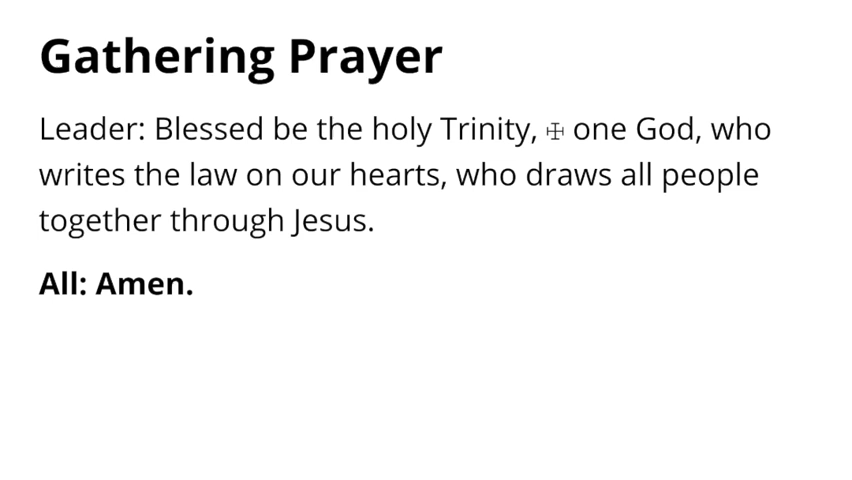 Gathering Prayer
Leader: Blessed be the holy Trinity, ☩ one God, who
writes the law on our hearts, who draws all people
together through Jesus.
All: Amen.